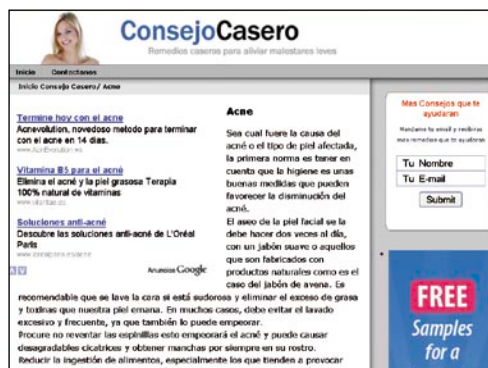 ConsejoCasero
Remedios caseros para aliviar malestares leves
Inicio Contactanos
Inicio Consejo Casero/ Acne
Termine hoy con el acne
Acnevolution, novedoso metodo para terminar
con el acne en 14 dias.
Vitamina B5 para el acné
Elimina el acné y la piel grasosa Terapia
100% natural de vitaminas
Soluciones anti-acné
Descubre las soluciones anti-acné de L'Oréal
Paris
Anuncios Google
Acne
Sea cual fuere la causa del
acné o el tipo de piel afectada,
la primera norma es tener en
cuenta que la higiene es unas
buenas medidas que pueden
favorecer la disminución del
acné.
El aseo de la piel facial se la
debe hacer dos veces al día,
con un jabón suave o aquellos
que son fabricados con
productos naturales como es el
caso del jabón de avena. Es
recomendable que se lave la cara si está sudorosa y eliminar el exceso de grasa
y toxinas que nuestra piel emana. En muchos casos, debe evitar el lavado
excesivo y frecuente, ya que también lo puede empeorar.
Procure no reventar las espinillas esto empeorará el acné y puede causar
desagradables cicatrices y obtener manchas por siempre en su rostro.
Reducir la ingestión de alimentos, especialmente los que tienden a provocar
Mas Consejos que te
ayudaran
Mandame tu email y recibiras
mas remedios que te ayudaran
Tu Nombre
Tu E-mail
Submit
FREE
Samples
for a